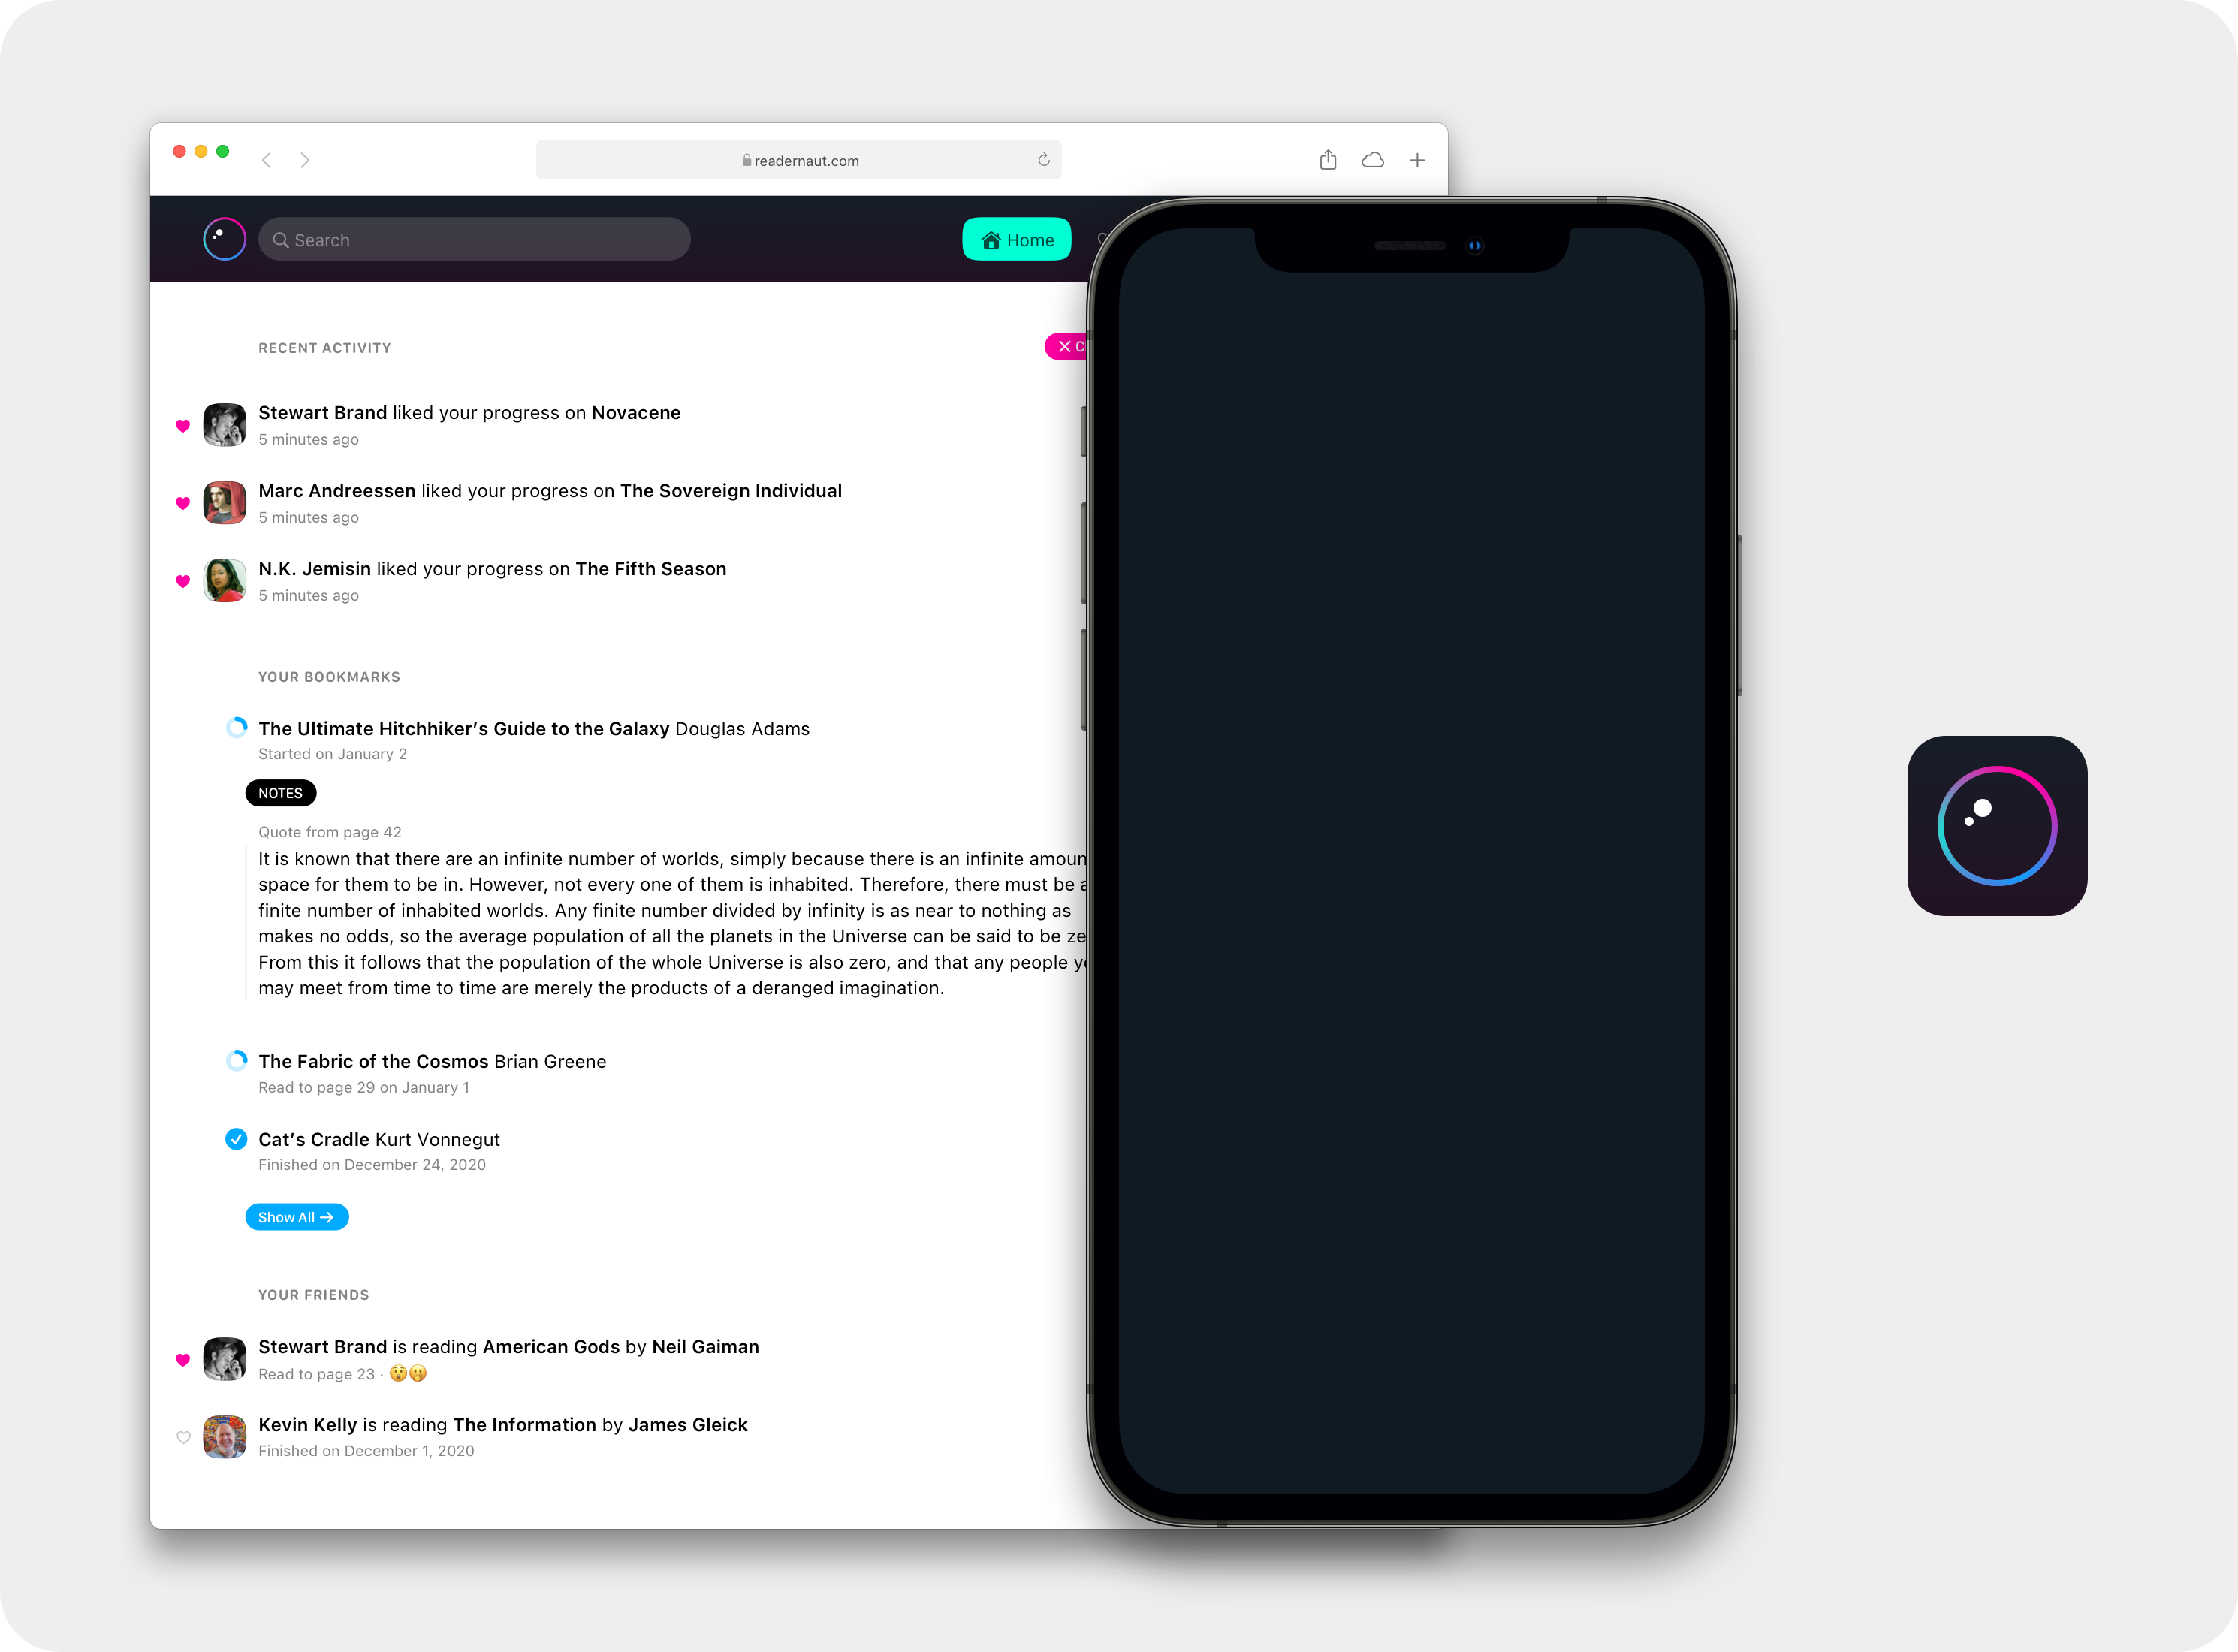 readernaut.com
Search
Home
RECENT ACTIVITY
Stewart Brand liked your progress on Novacene
5 minutes ago
Marc Andreessen liked your progress on The Sovereign Individual
5 minutes ago
N.K. Jemisin liked your progress on The Fifth Season
5 minutes ago
YOUR BOOKMARKS
The Ultimate Hitchhiker’s Guide to the Galaxy Douglas Adams
Started on January 2
NOTES
Quote from page 42
It is known that there are an infinite number of worlds, simply because there is an infinite
space for them to be in. However, not every one of them is inhabited. Therefore, there must be
finite number of inhabited worlds. Any finite number divided by infinity is as near to nothing as
makes no odds, so the average population of all the planets in the Universe can be said to be
From this it follows that the population of the whole Universe is also zero, and that any people
may meet from time to time are merely the products of a deranged imagination.
The Fabric of the Cosmos Brian Greene
Read to page 29 on January 1
Cat’s Cradle Kurt Vonnegut
Finished on December 24, 2020
Show All →
YOUR FRIENDS
Stewart Brand is reading American Gods by Neil Gaiman
Read to page 23 · 😲🤭
Kevin Kelly is reading The Information by James Gleick
Finished on December 1, 2020